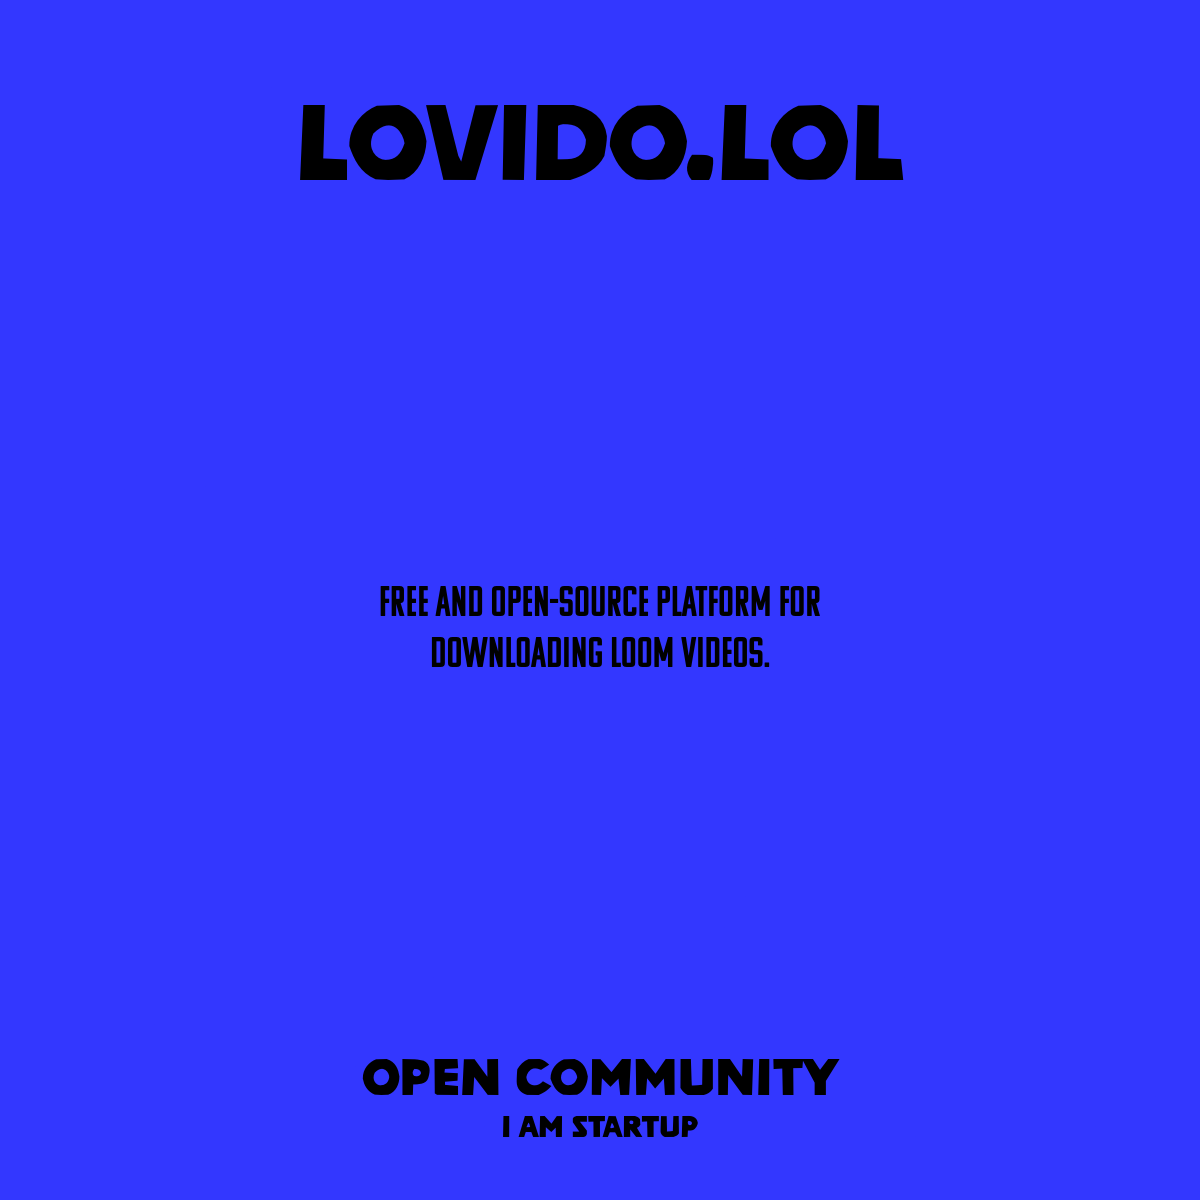 LOVIDO.LOL
FREE AND OPEN-SOURCE PLATFORM FOR
DOWNLOADING LOOM VIDEOS.
OPEN COMMUNITY
I AM STARTUP